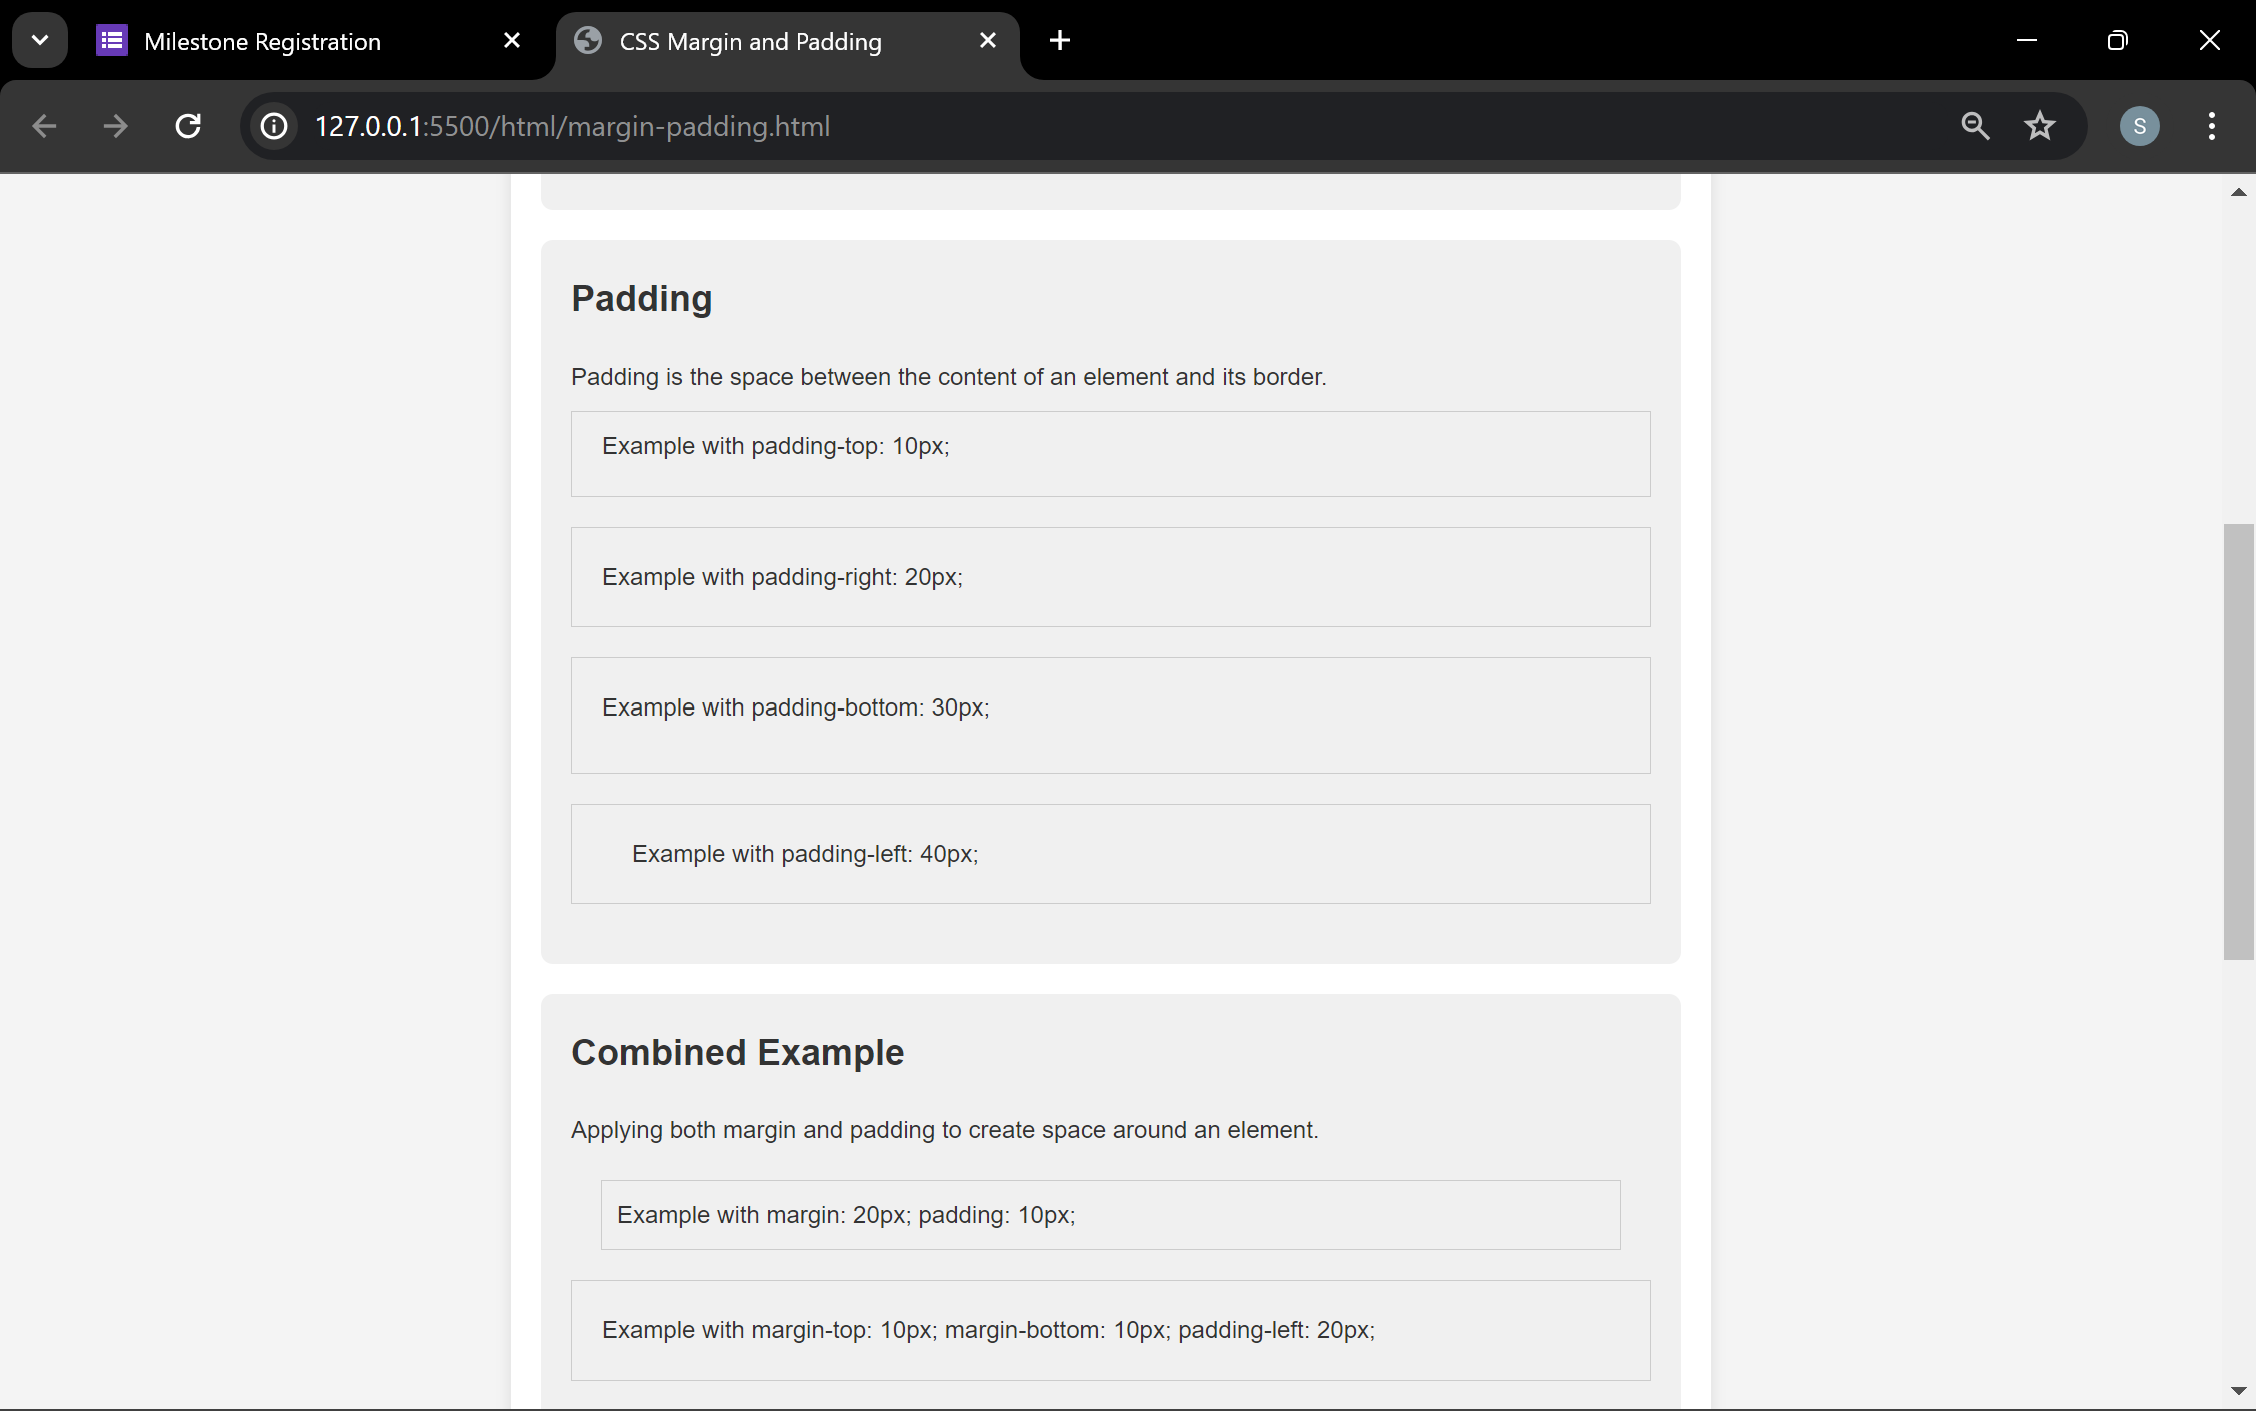 Milestone Registration
CSS Margin and Padding
127.0.0.1:5500/html/margin-padding.html
S
Padding
Padding is the space between the content of an element and its border.
Example with padding-top: 10px;
Example with padding-right: 20px;
Example with padding-bottom: 30px;
Example with padding-left: 40px;
Combined Example
Applying both margin and padding to create space around an element.
Example with margin: 20px; padding: 10px;
Example with margin-top: 10px; margin-bottom: 10px; padding-left: 20px;